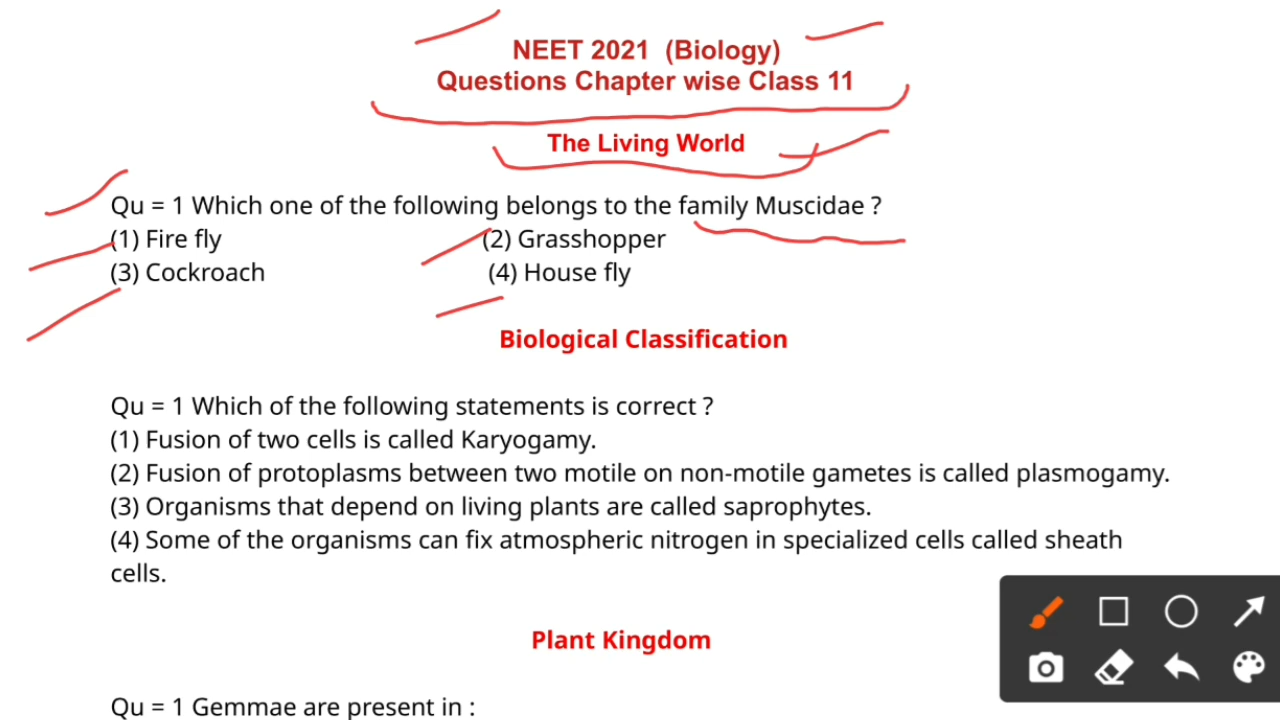 NEET 2021 (Biology)
Questions Chapter wise Class 11
The Living World
Qu = 1 Which one of the following belongs to the family Muscidae ?
(1) Fire fly (2) Grasshopper
(3) Cockroach (4) House fly
Biological Classification
Qu = 1 Which of the following statements is correct ?
(1) Fusion of two cells is called Karyogamy.
(2) Fusion of protoplasms between two motile on non-motile gametes is called plasmogamy.
(3) Organisms that depend on living plants are called saprophytes.
(4) Some of the organisms can fix atmospheric nitrogen in specialized cells called sheath
cells.
Plant Kingdom
Qu = 1 Gemmae are present in :